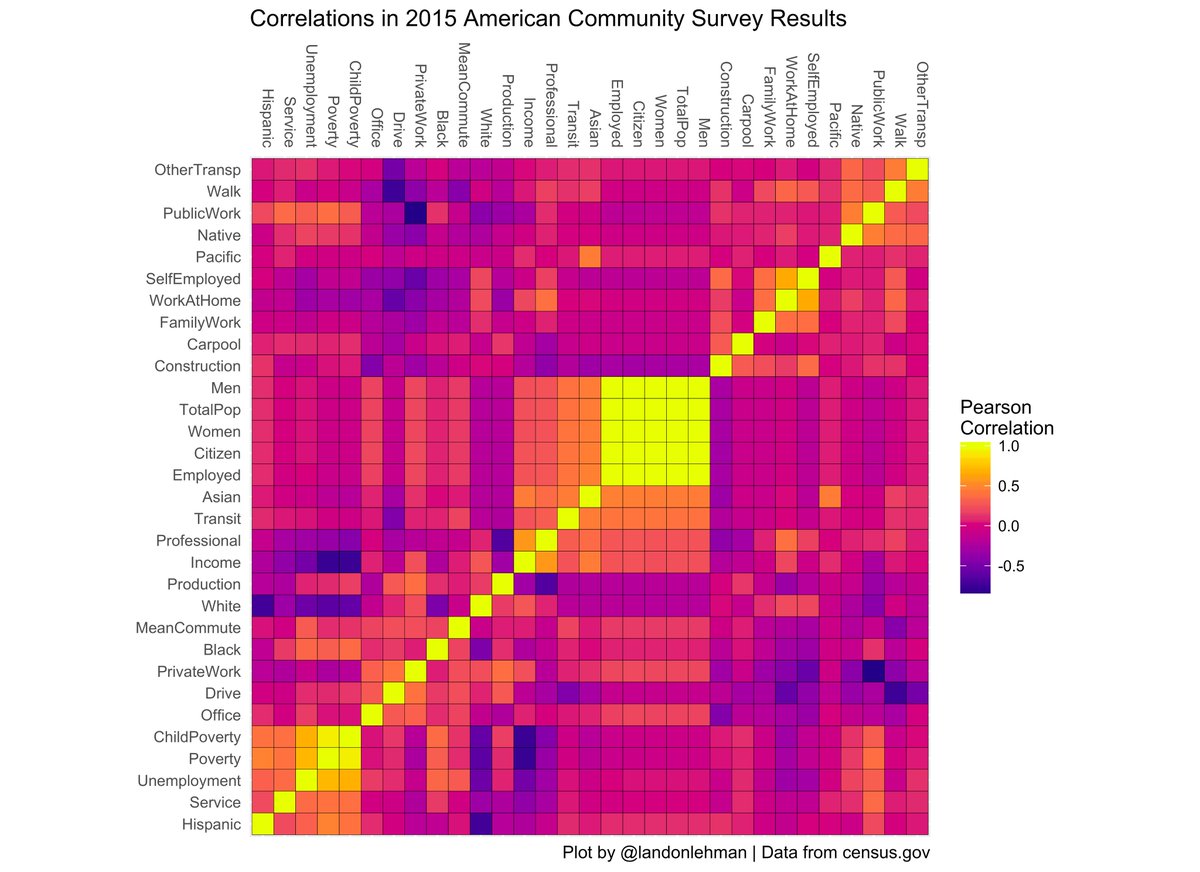 Correlations in 2015 American Community Survey Results
Hispanic
Service
Unemployment
Poverty
ChildPoverty
Office
Drive
PrivateWork
Black
MeanCommute
White
Production
Income
Professional
Transit
Asian
Employed
Citizen
Women
TotalPop
Men
Construction
Carpool
FamilyWork
WorkAtHome
SelfEmployed
Pacific
Native
PublicWork
Walk
OtherTransp
OtherTransp
Walk
PublicWork
Native
Pacific
SelfEmployed
WorkAtHome
FamilyWork
Carpool
Construction
Men
TotalPop
Women
Citizen
Employed
Asian
Transit
Professional
Income
Production
White
MeanCommute
Black
PrivateWork
Drive
Office
ChildPoverty
Poverty
Unemployment
Service
Hispanic
Pearson
Correlation
1.0
0.5
0.0
-0.5
Plot by @landonlehman | Data from census.gov